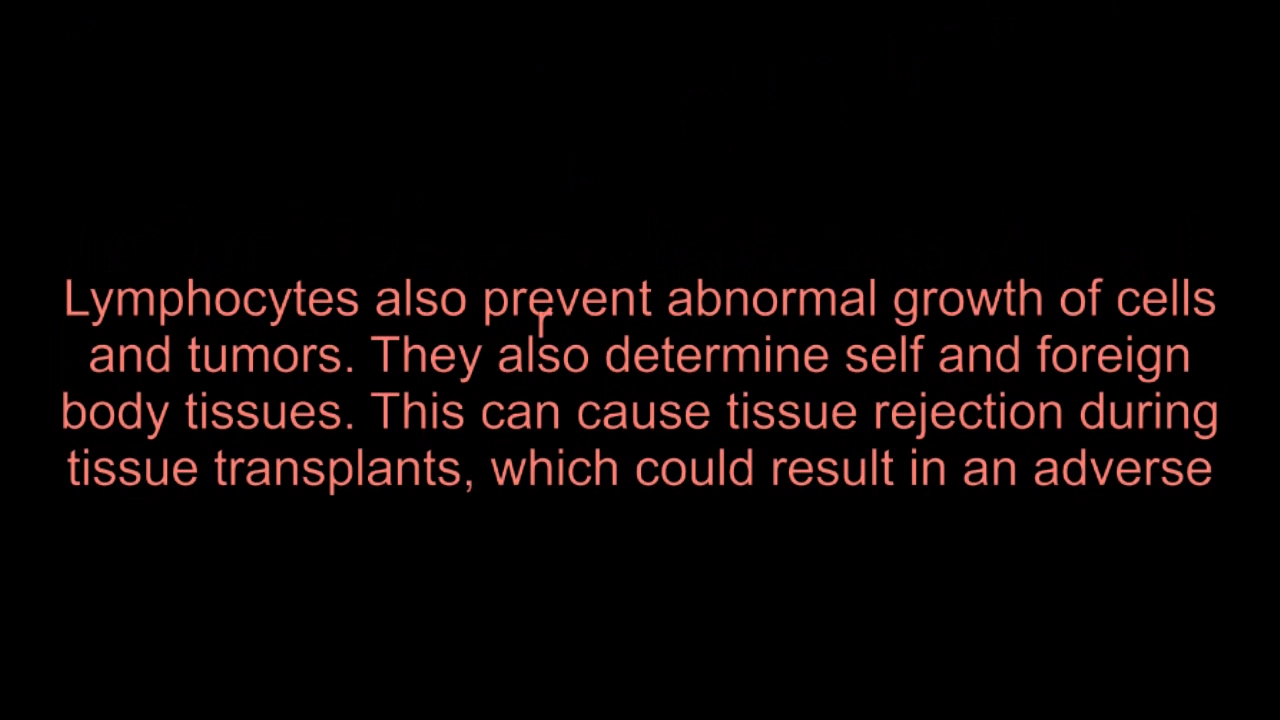 Lymphocytes also prevent abnormal growth of cells
r
and tumors. They also determine self and foreign
body tissues. This can cause tissue rejection during
tissue transplants, which could result in an adverse